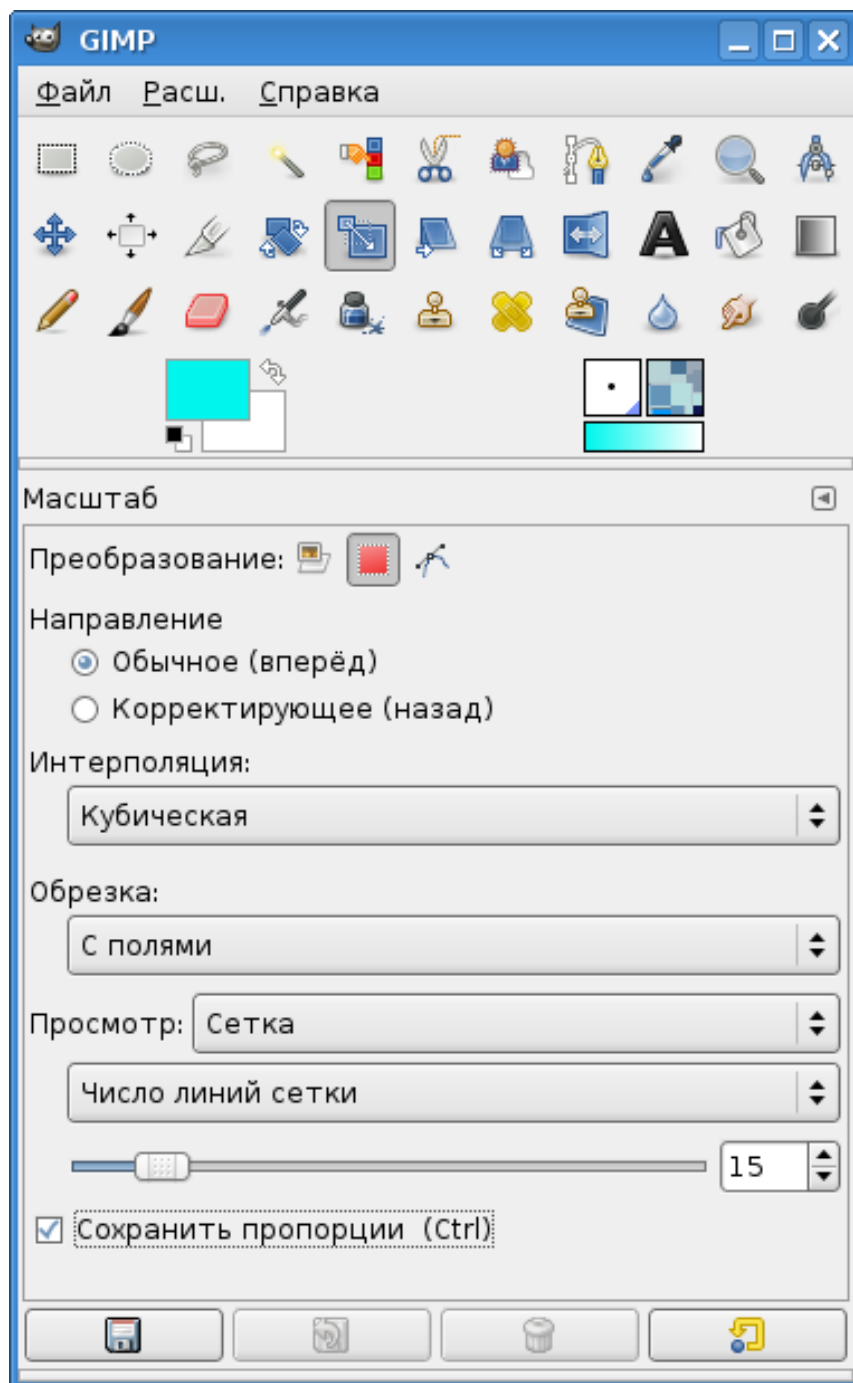 GIMP
Файл Расш. Справка
Масштаб
Преобразование:
Направление
Обычное (вперёд)
Корректирующее (назад)
Интерполяция:
Кубическая
Обрезка:
С полями
Просмотр: Сетка
Число линий сетки
15
Сохранить пропорции (Ctrl)